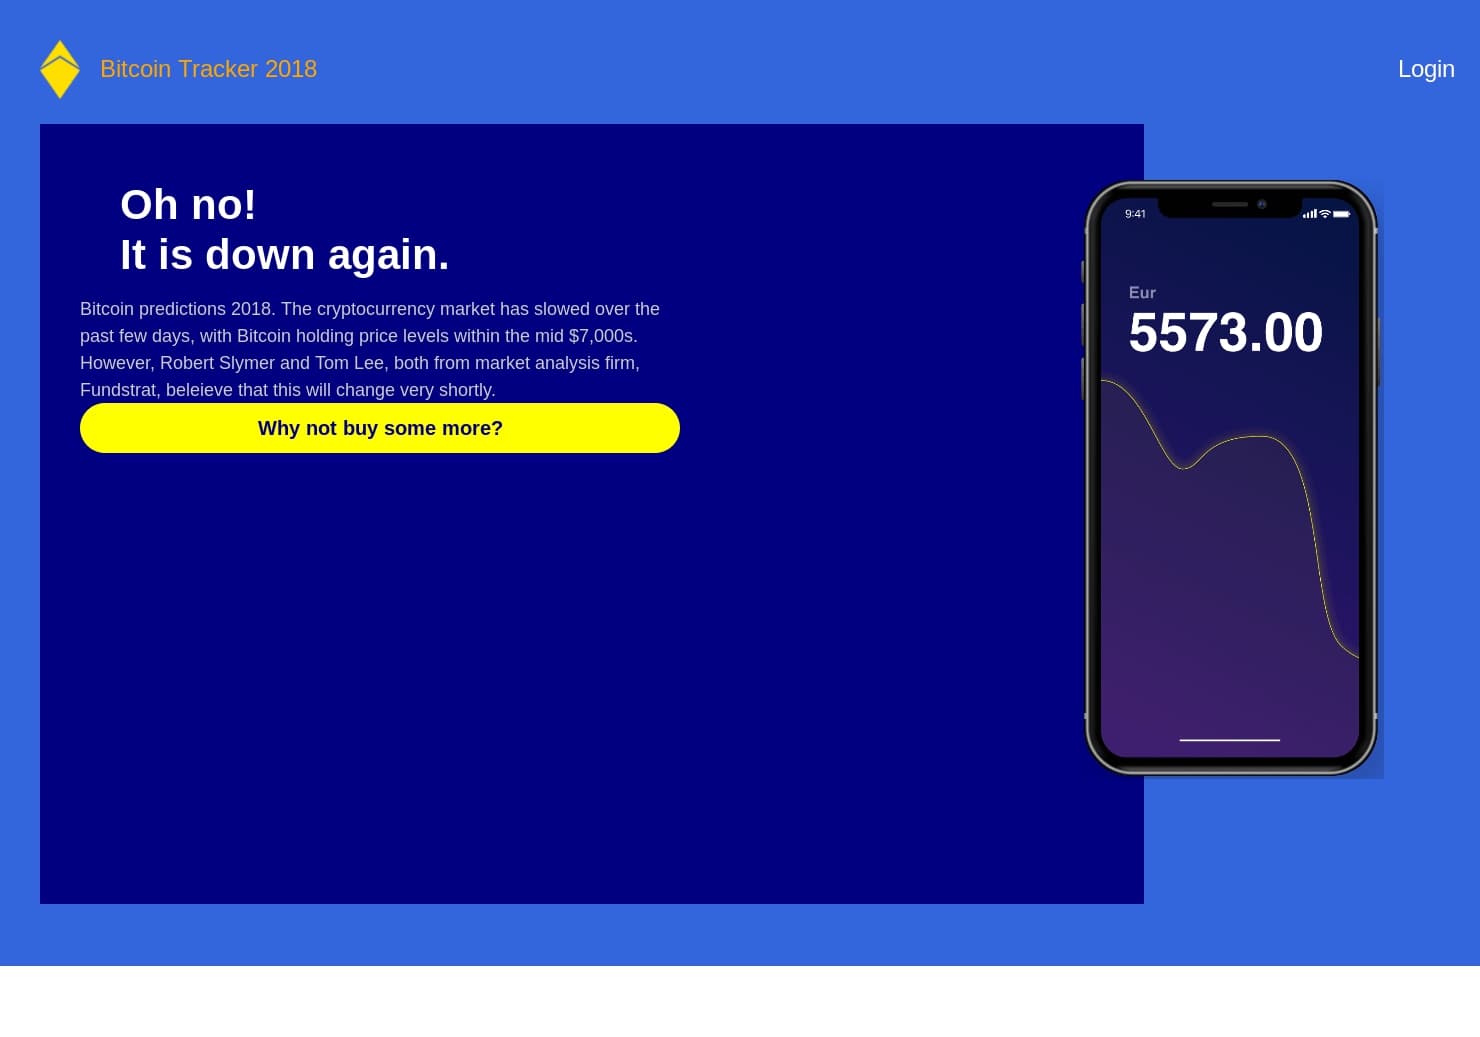 Bitcoin Tracker 2018
Login
Oh no!
It is down again.
Bitcoin predictions 2018. The cryptocurrency market has slowed over the
past few days, with Bitcoin holding price levels within the mid $7,000s.
However, Robert Slymer and Tom Lee, both from market analysis firm,
Fundstrat, beleieve that this will change very shortly.
Why not buy some more?
9:41
Eur
5573.00